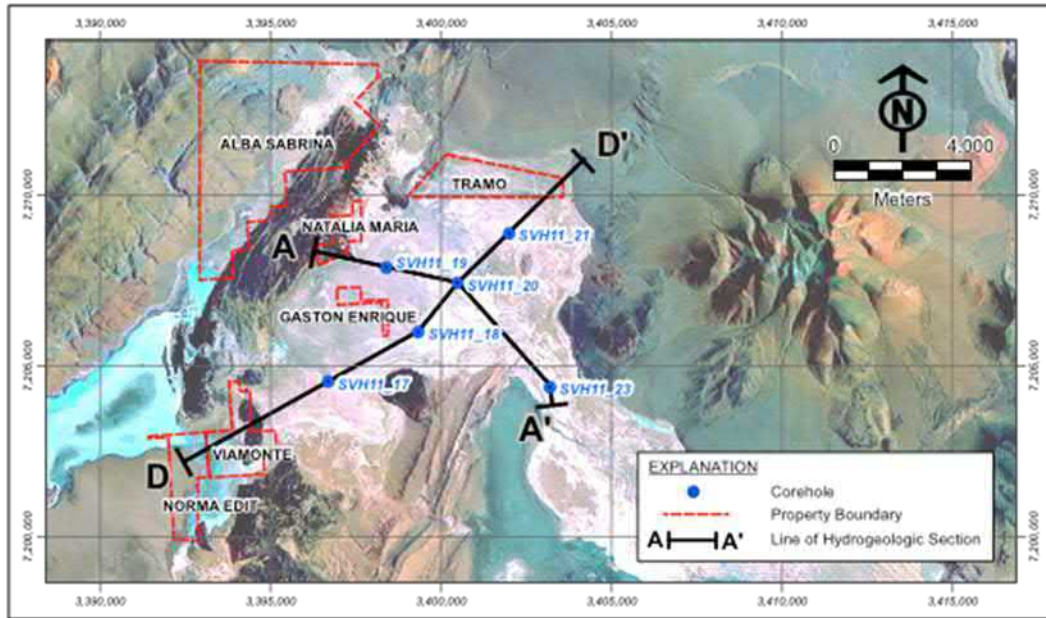 3,390,000 3,395,000 3,400,000 3,405,000 3,410,000 3,415,000
N
D'
ALBA SABRINA
0 4,000
Meters
TRAMO
7,210,000 7,210,000
NATALIA MARIA
A
SVH11_21
SVH11_19
SVH11_20
GASTON ENRIQUE
SVH11_18
7,205,000 7,205,000
SVH11_17
SVH11_23
A'
VIAMONTE
D
NORMA EDIT
EXPLANATION
Corehole
Property Boundary
A A' Line of Hydrogeologic Section
7,200,000 7,200,000
3,390,000 3,395,000 3,400,000 3,405,000 3,410,000 3,415,000